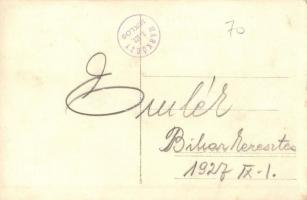 70
Emlék
Biharkeresztes
1927 IX-1.